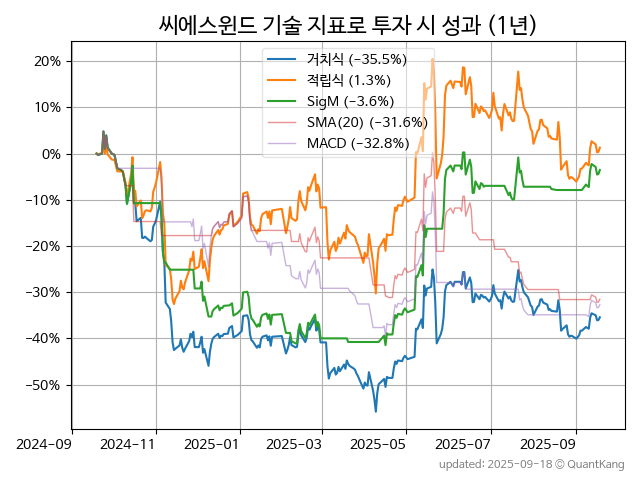 씨에스윈드 기술 지표로 투자 시 성과 (1년)
거치식 (−35.5%)
적립식 (1.3%)
SigM (−3.6%)
SMA(20) (−31.6%)
MACD (−32.8%)
20%
10%
0%
−10%
−20%
−30%
−40%
−50%
2024-09 2024-11 2025-01 2025-03 2025-05 2025-07 2025-09
updated: 2025-09-18 ⓒ QuantKang